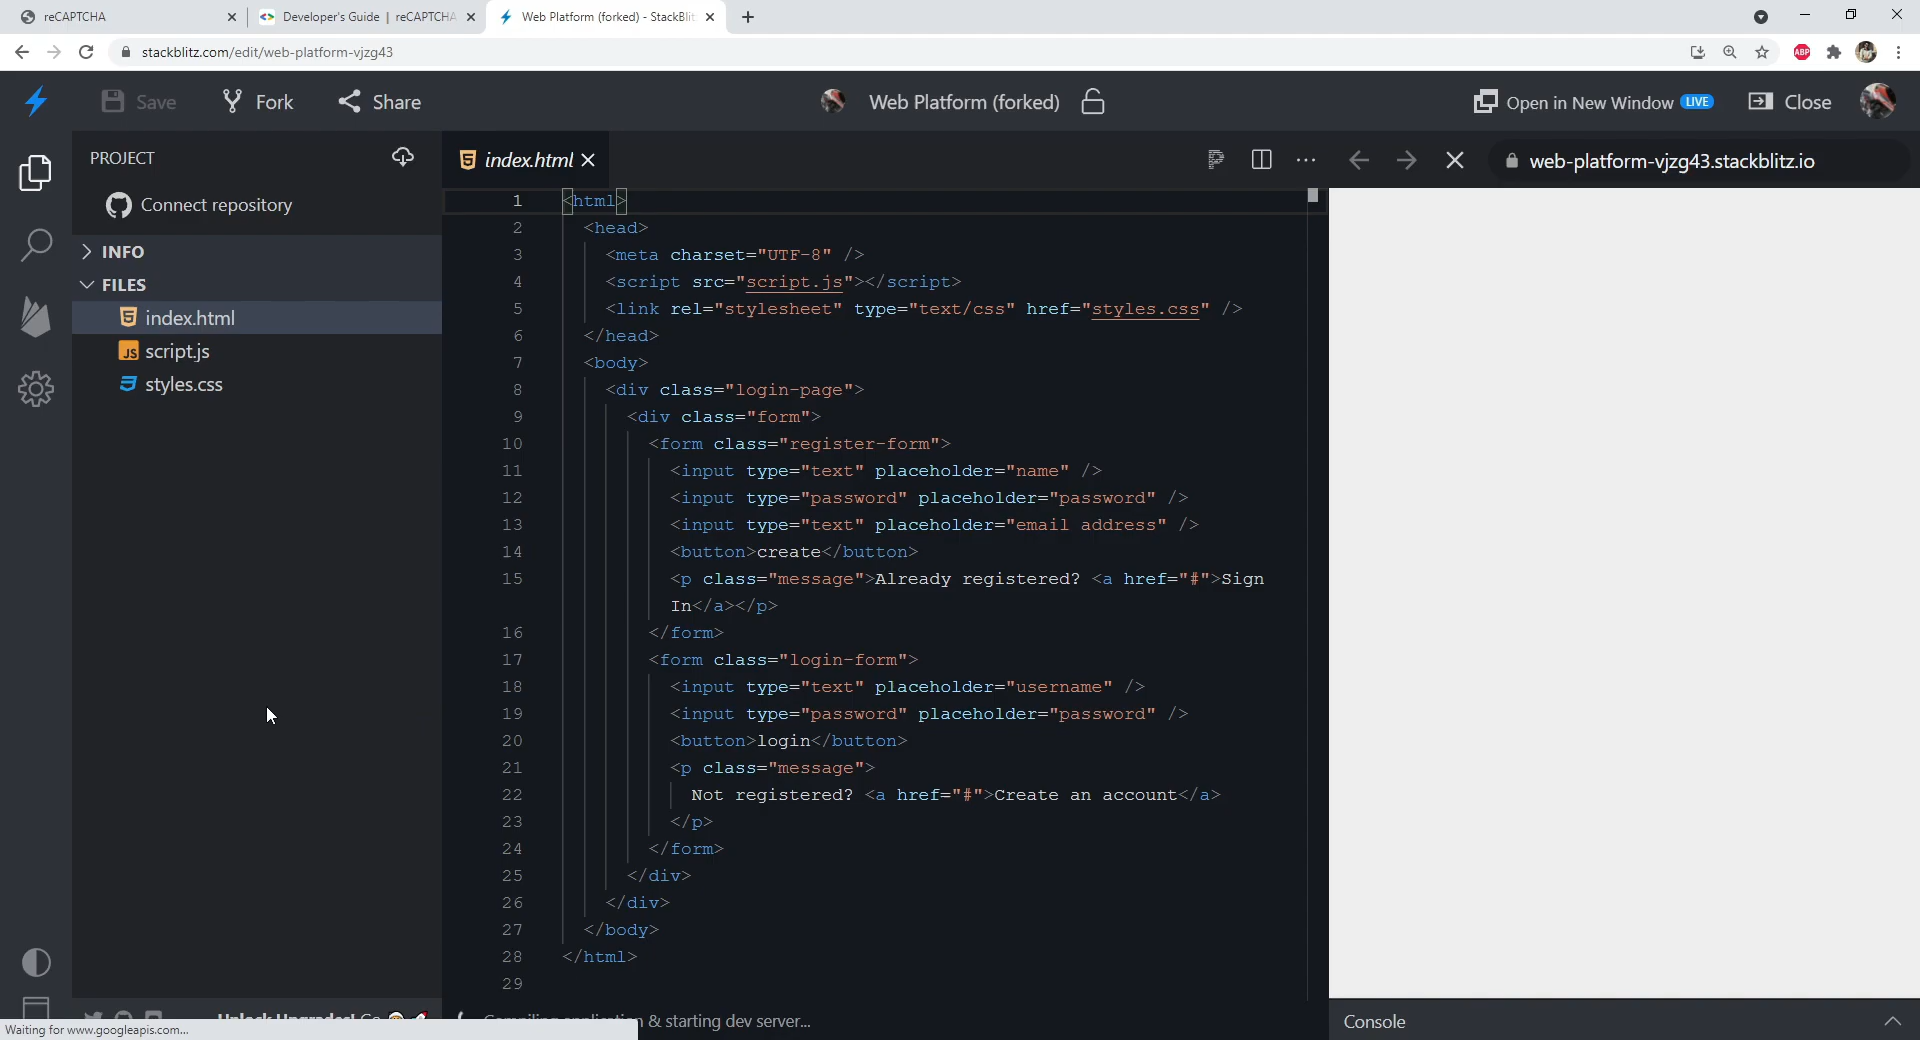 reCAPTCHA
Developer's Guide | reCAPTCHA
Web Platform (forked) - StackBlit
stackblitz.com/edit/web-platform-vjzg43
ABP
Save
Fork
Share
Web Platform (forked)
Open in New Window LIVE
Close
PROJECT
index.html
web-platform-vjzg43.stackblitz.io
Connect repository
INFO
FILES
index.html
JS script.js
styles.css
1 <html>
2 <head>
3 <meta charset="UTF-8" />
4 <script src="script.js"></script>
5 <link rel="stylesheet" type="text/css" href="styles.css" />
6 </head>
7 <body>
8 <div class="login-page">
9 <div class="form">
10 <form class="register-form">
11 <input type="text" placeholder="name" />
12 <input type="password" placeholder="password" />
13 <input type="text" placeholder="email address" />
14 <button>create</button>
15 <p class="message">Already registered? <a href="#">Sign
In</a></p>
16 </form>
17 <form class="login-form">
18 <input type="text" placeholder="username" />
19 <input type="password" placeholder="password" />
20 <button>login</button>
21 <p class="message">
22 Not registered? <a href="#">Create an account</a>
23 </p>
24 </form>
25 </div>
26 </div>
27 </body>
28 </html>
29
Unlock Upgrades! Go
Compiling application & starting dev server...
Console
Waiting for www.googleapis.com...